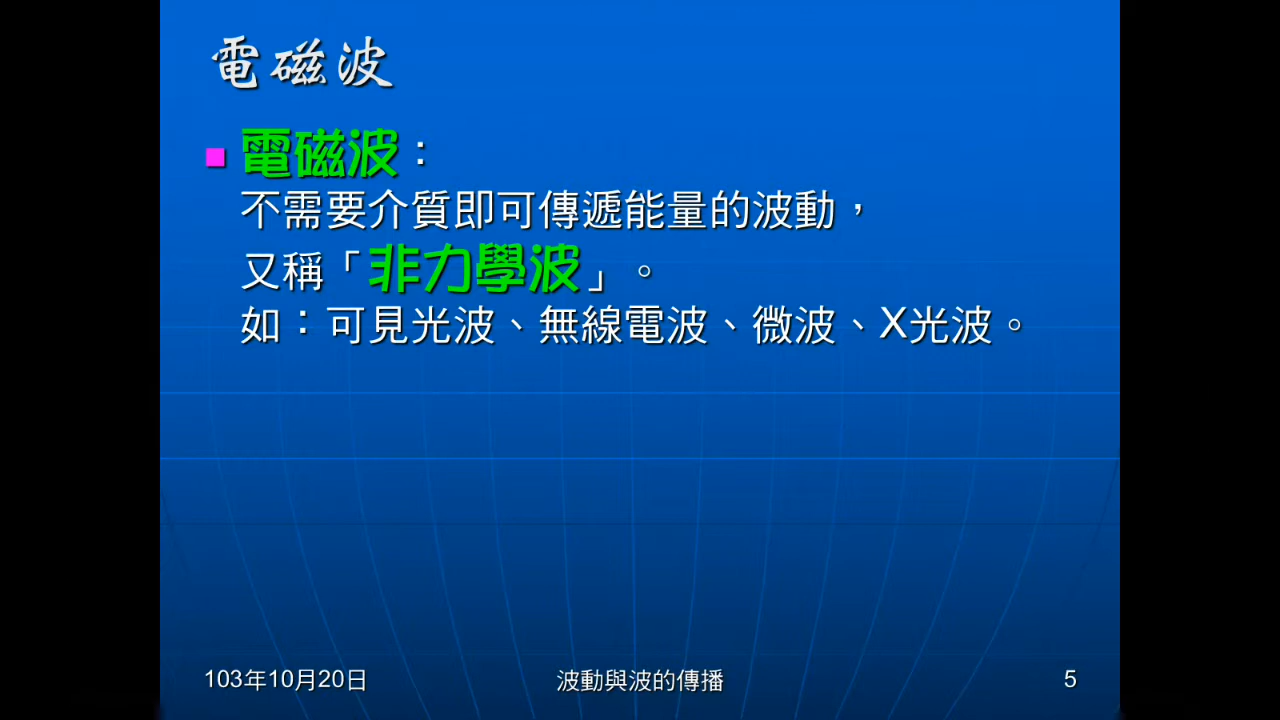 電磁波
電磁波：
不需要介質即可傳遞能量的波動，
又稱「非力學波」。
如：可見光波、無線電波、微波、X光波。
103年10月20日
波動與波的傳播
5